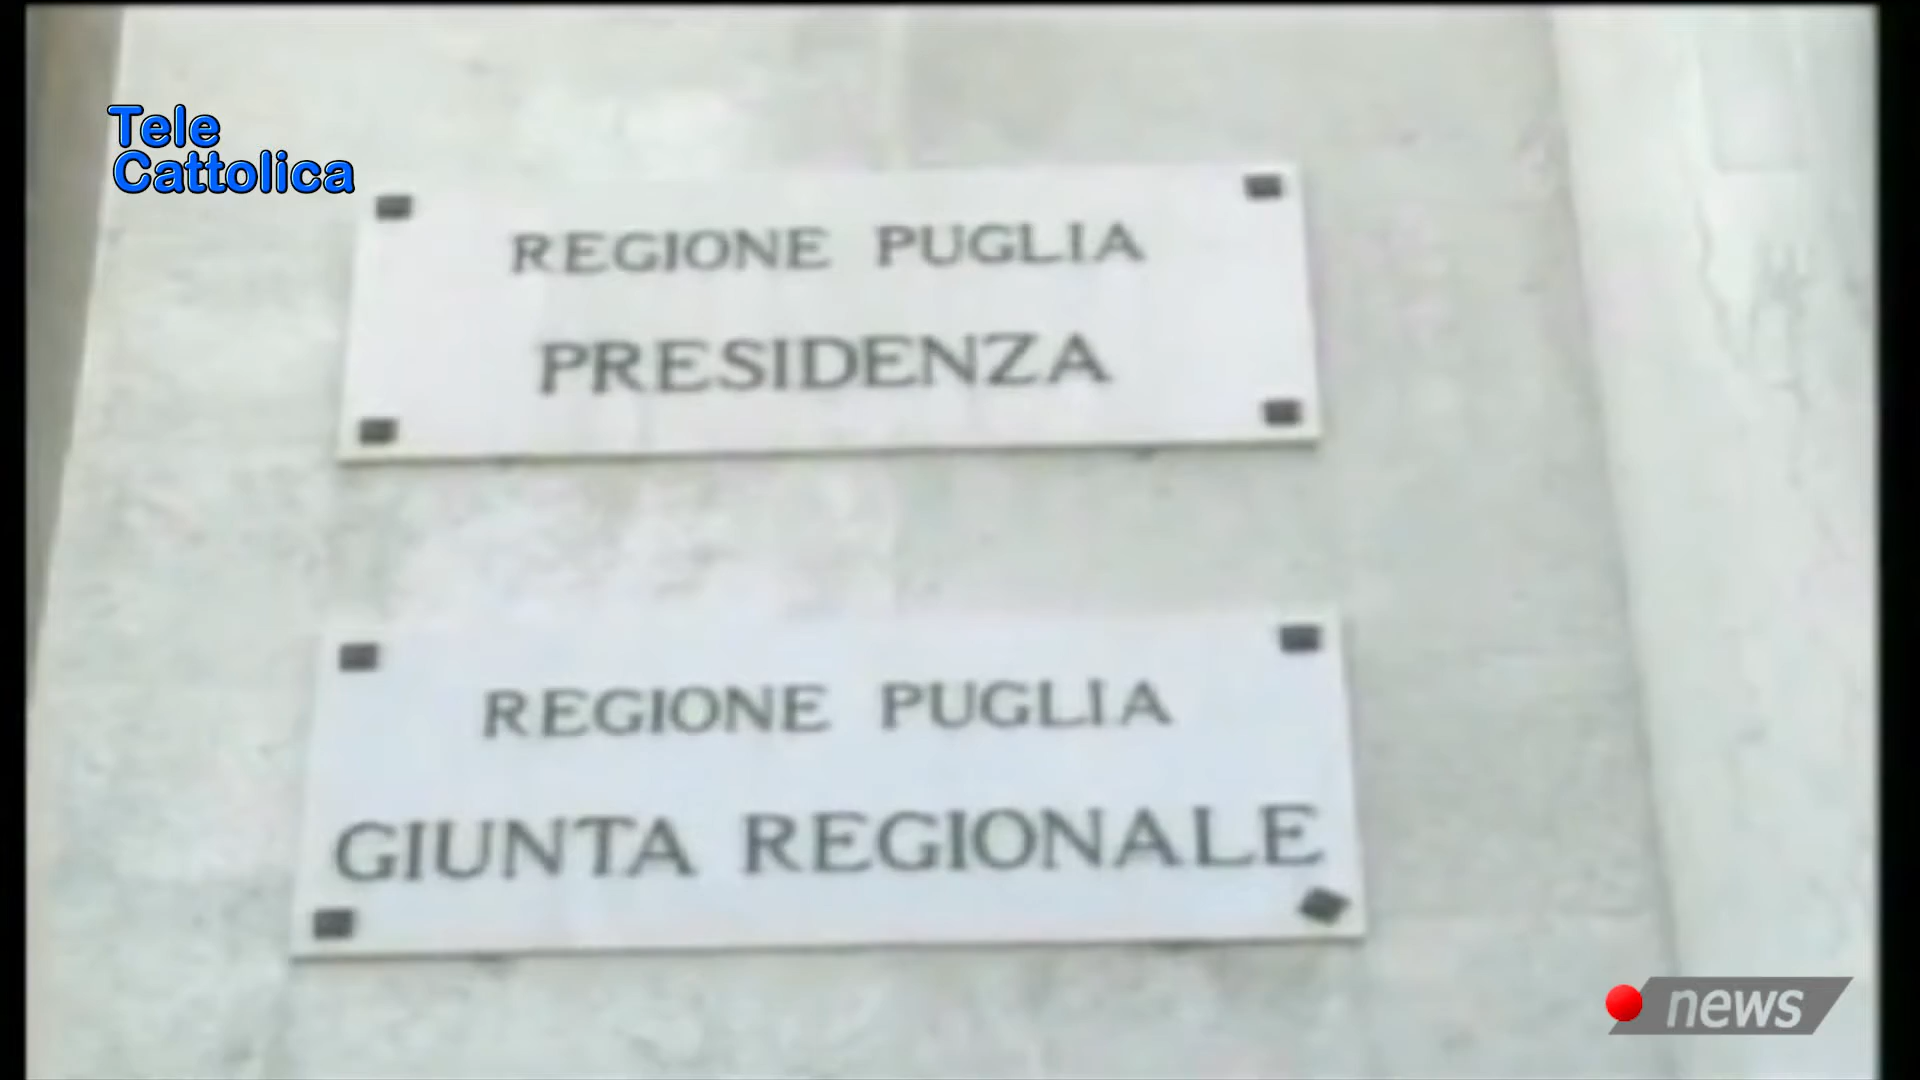 Tele
Cattolica
REGIONE PUGLIA
PRESIDENZA
REGIONE PUGLIA
GIUNTA REGIONALE
news